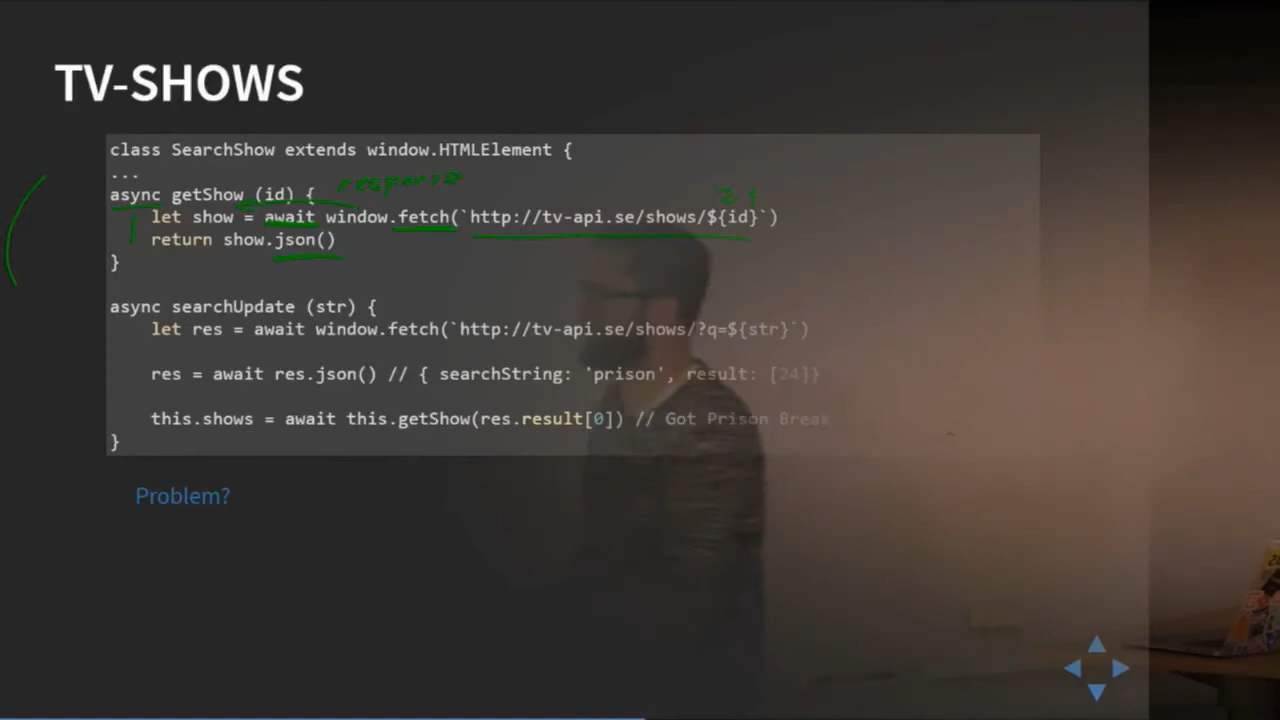 TV-SHOWS
class SearchShow extends window.HTMLElement {
...
async getShow (id) {
response
24
let show = await window.fetch(`http://tv-api.se/shows/${id}`)
return show.json()
}
async searchUpdate (str) {
let res = await window.fetch(`http://tv-api.se/shows/?q=${str}`)
res = await res.json() // { searchString: 'prison', result: [24]}
this.shows = await this.getShow(res.result[0]) // Got Prison Break
}
Problem?